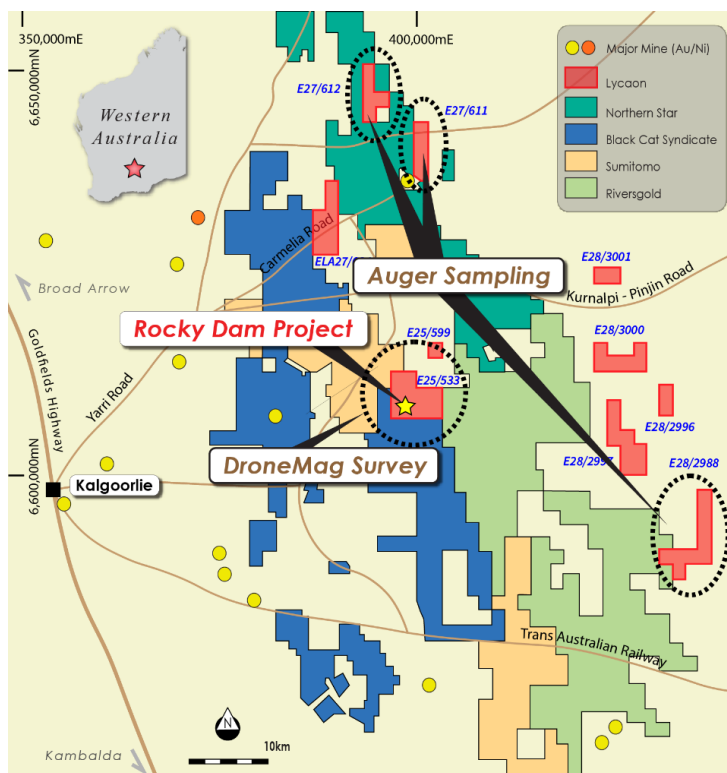 350,000mE
400,000mE
6,650,000mN
6,600,000mN
Western
Australia
Major Mine (Au/Ni)
Lycaon
Northern Star
Black Cat Syndicate
Sumitomo
Riversgold
E27/612
E27/611
Carmelia Road
ELA27/
Broad Arrow
Auger Sampling
E28/3001
Kurnalpi - Pinjin Road
Rocky Dam Project
E25/599
E28/3000
E25/533
Goldfields Highway
Yarri Road
E28/2996
DroneMag Survey
E28/2997
E28/2988
Kalgoorlie
Trans Australian Railway
N
10km
Kambalda